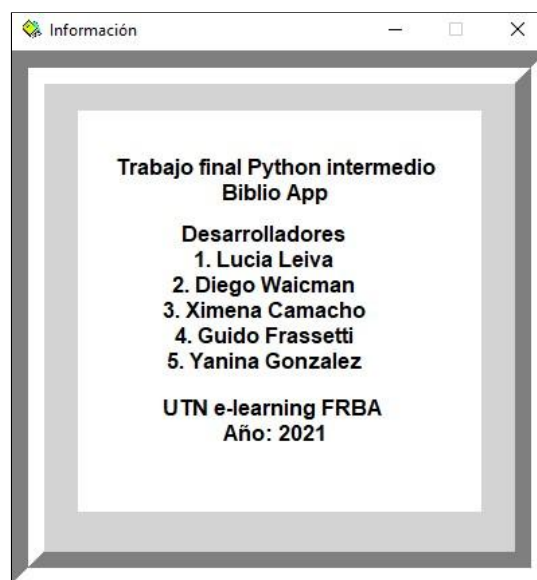 Información
Trabajo final Python intermedio
Biblio App
Desarrolladores
1. Lucia Leiva
2. Diego Waicman
3. Ximena Camacho
4. Guido Frassetti
5. Yanina Gonzalez
UTN e-learning FRBA
Año: 2021